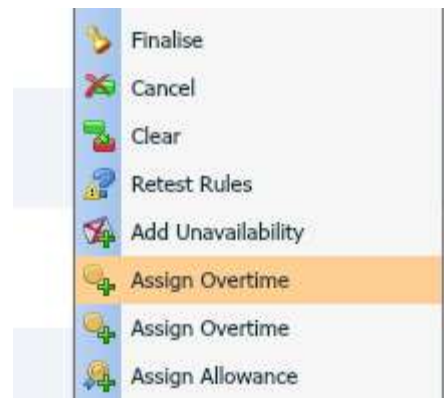 Finalise
Cancel
Clear
Retest Rules
Add Unavailability
Assign Overtime
Assign Overtime
Assign Allowance